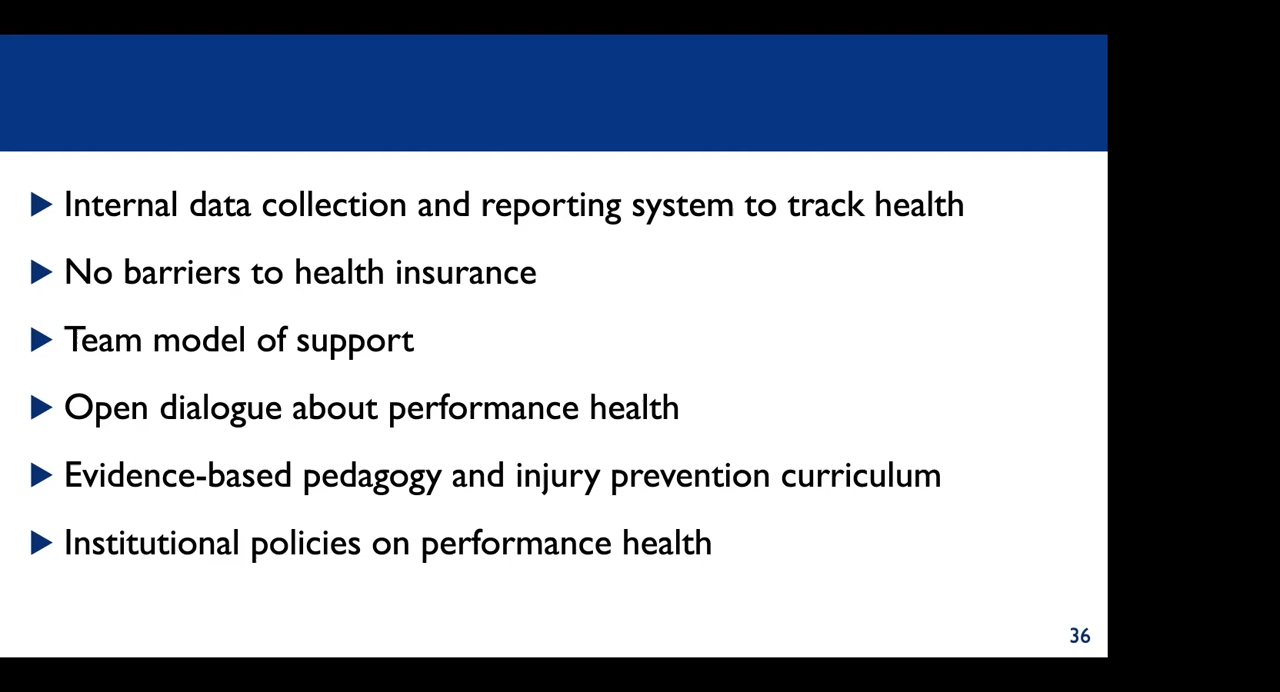 Internal data collection and reporting system to track health
No barriers to health insurance
Team model of support
Open dialogue about performance health
Evidence-based pedagogy and injury prevention curriculum
Institutional policies on performance health
36